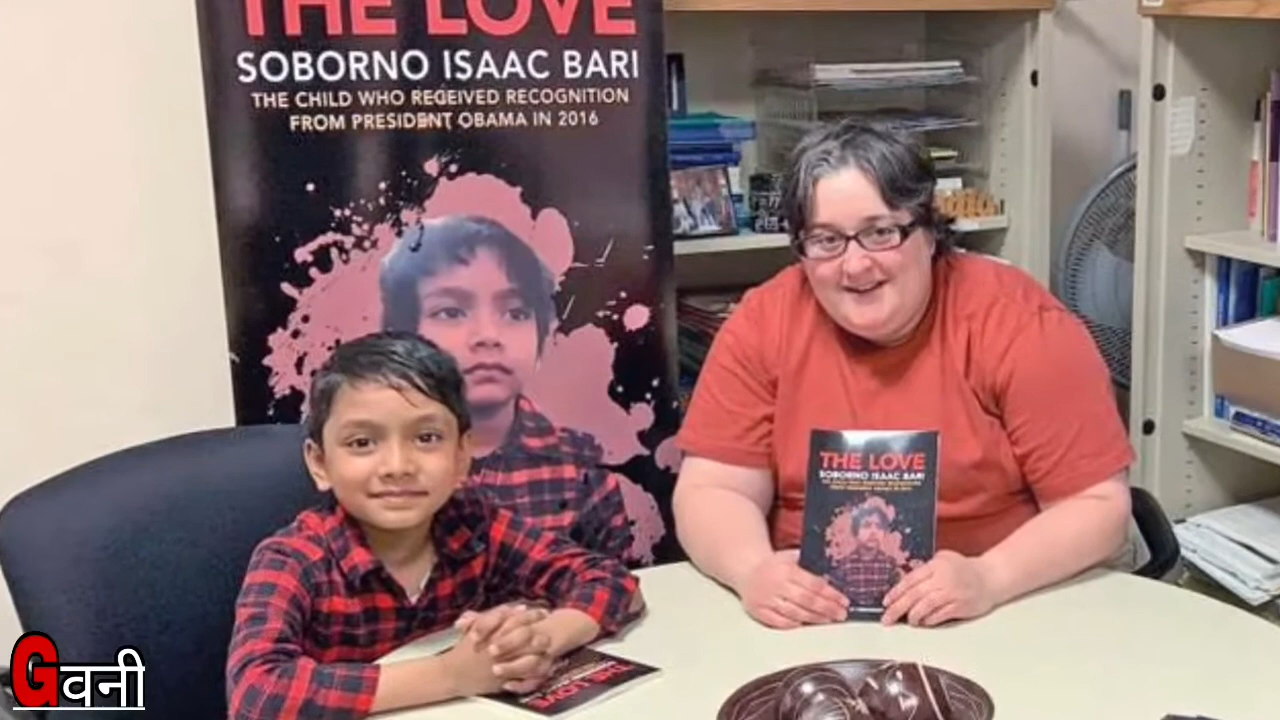 THE LOVE
SOBORNO ISAAC BARI
THE CHILD WHO RECEIVED RECOGNITION
FROM PRESIDENT OBAMA IN 2016
THE LOVE
SOBORNO ISAAC BARI
THE LOVE
Gवनी